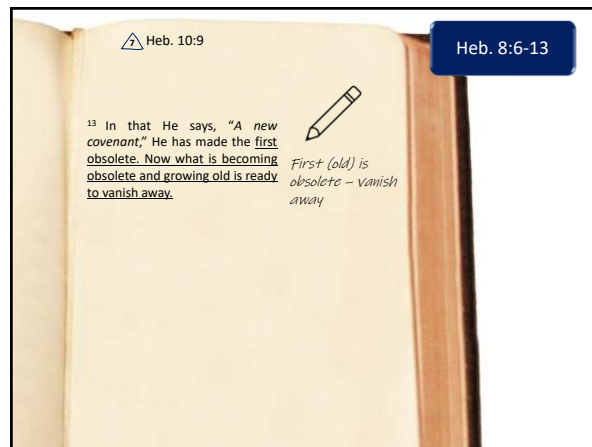 7 Heb. 10:9
Heb. 8:6-13
13 In that He says, “A new
covenant,” He has made the first
obsolete. Now what is becoming
obsolete and growing old is ready
to vanish away.
First (old) is
obsolete – vanish
away